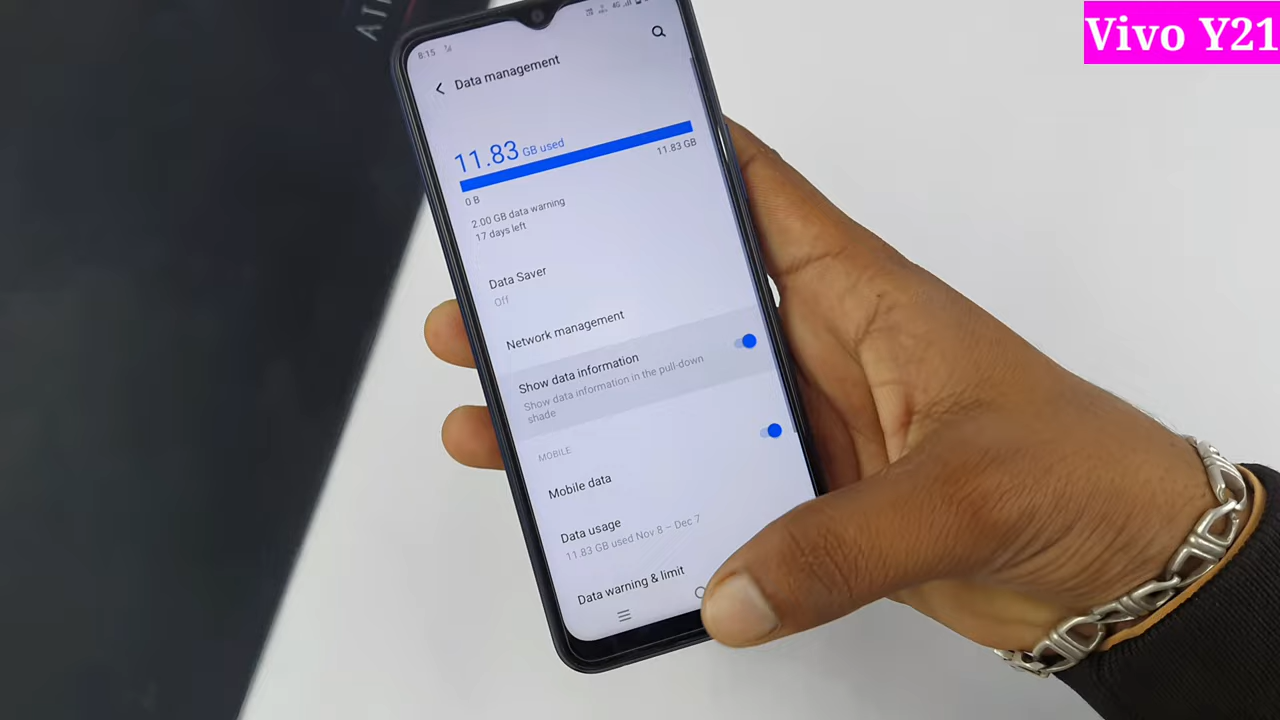 Vivo Y21
8:15
4G
Data management
11.83 GB used
0 B
11.83 GB
2.00 GB data warning
17 days left
Data Saver
Off
Network management
Show data information
Show data information in the pull-down
shade
MOBILE
Mobile data
Data usage
11.83 GB used Nov 8 – Dec 7
Data warning & limit